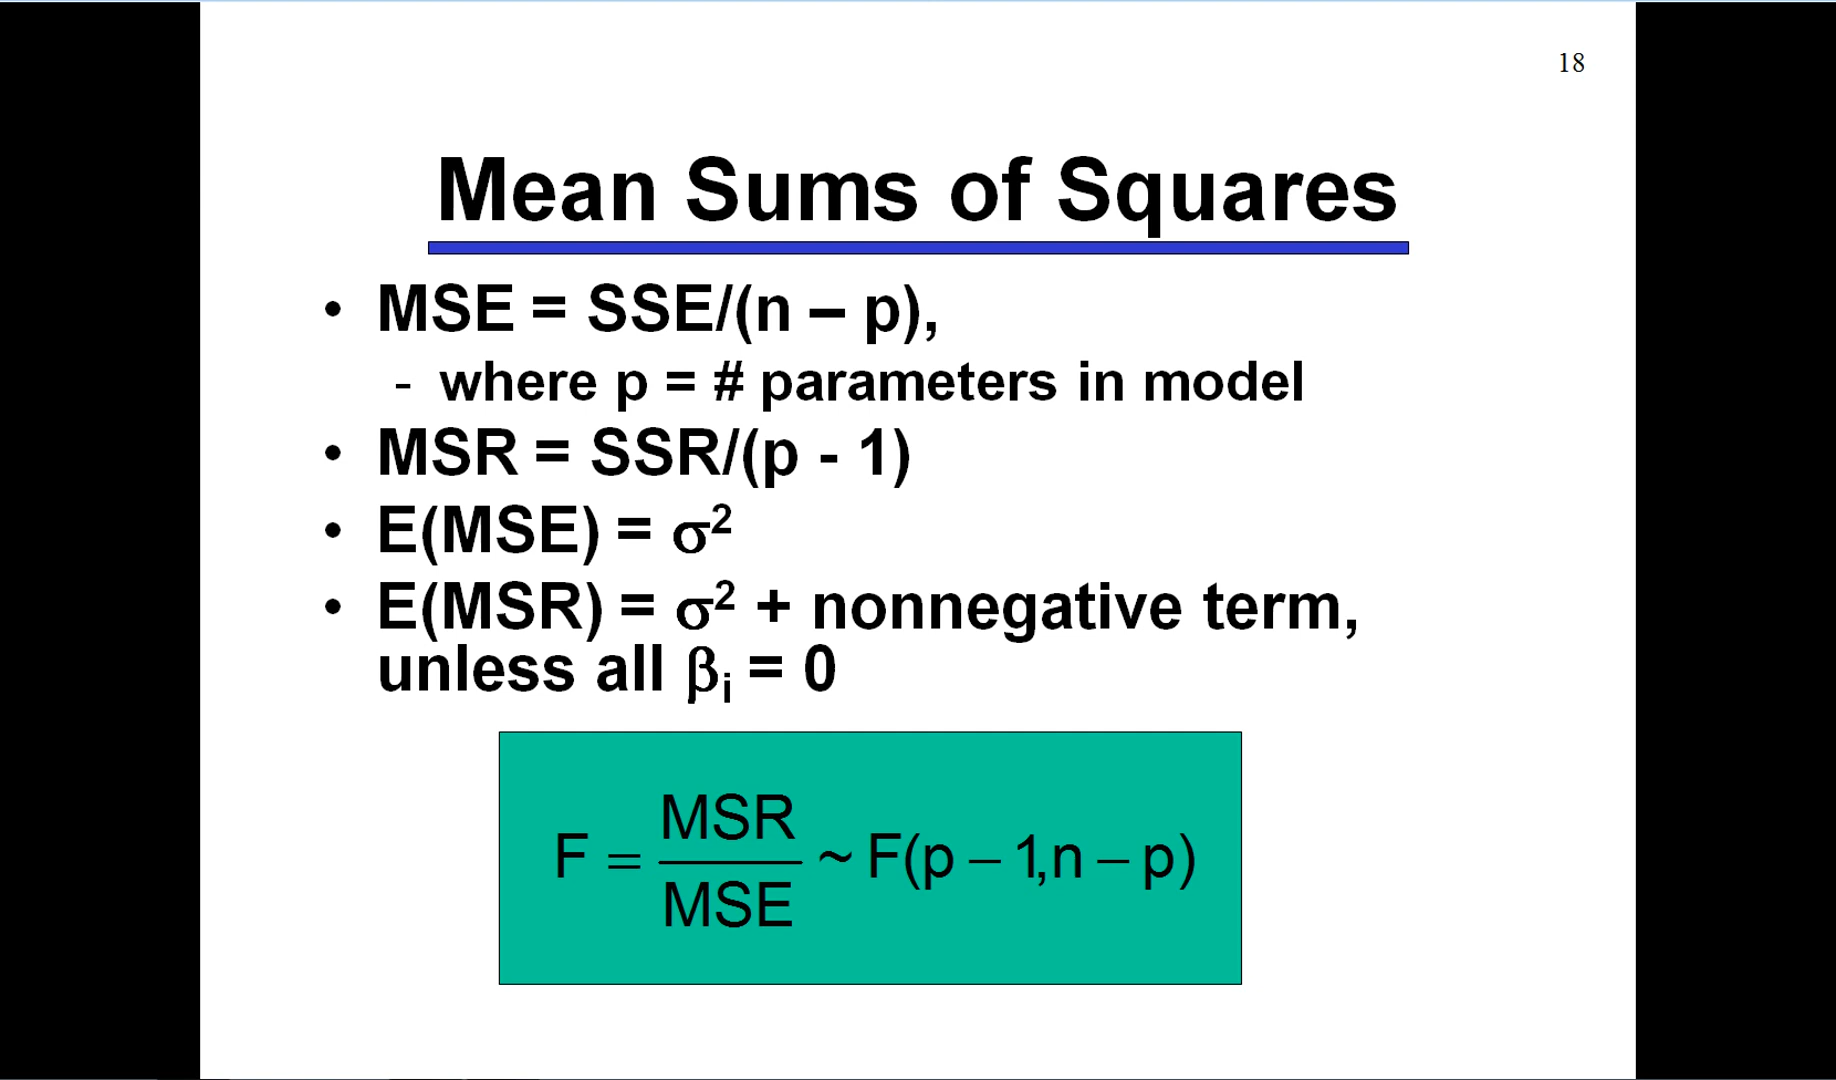 18
Mean Sums of Squares
• MSE = SSE/(n – p),
- where p = # parameters in model
• MSR = SSR/(p - 1)
• E(MSE) = σ²
• E(MSR) = σ² + nonnegative term,
unless all βᵢ = 0
F = MSR/MSE ~ F(p – 1,n – p)